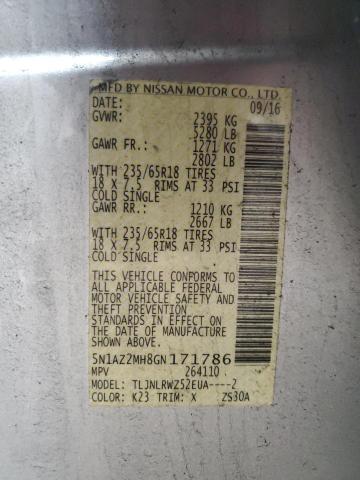 MFD BY NISSAN MOTOR CO., LTD.
DATE: 09/16
GVWR: 2395 KG
5280 LB
GAWR FR: 1271 KG
2802 LB
WITH 235/65R18 TIRES
18 X 7.5 RIMS AT 33 PSI
COLD SINGLE
GAWR RR.: 1210 KG
2667 LB
WITH 235/65R18 TIRES
18 X 7.5 RIMS AT 33 PSI
COLD SINGLE
THIS VEHICLE CONFORMS TO
ALL APPLICABLE FEDERAL
MOTOR VEHICLE SAFETY AND
THEFT PREVENTION
STANDARDS IN EFFECT ON
THE DATE OF MANUFACTURE
SHOWN ABOVE.
5N1AZ2MH8GN171786
MPV 264110
MODEL: TLJNLRWZ52EUA----2
COLOR: K23 TRIM: X ZS30A